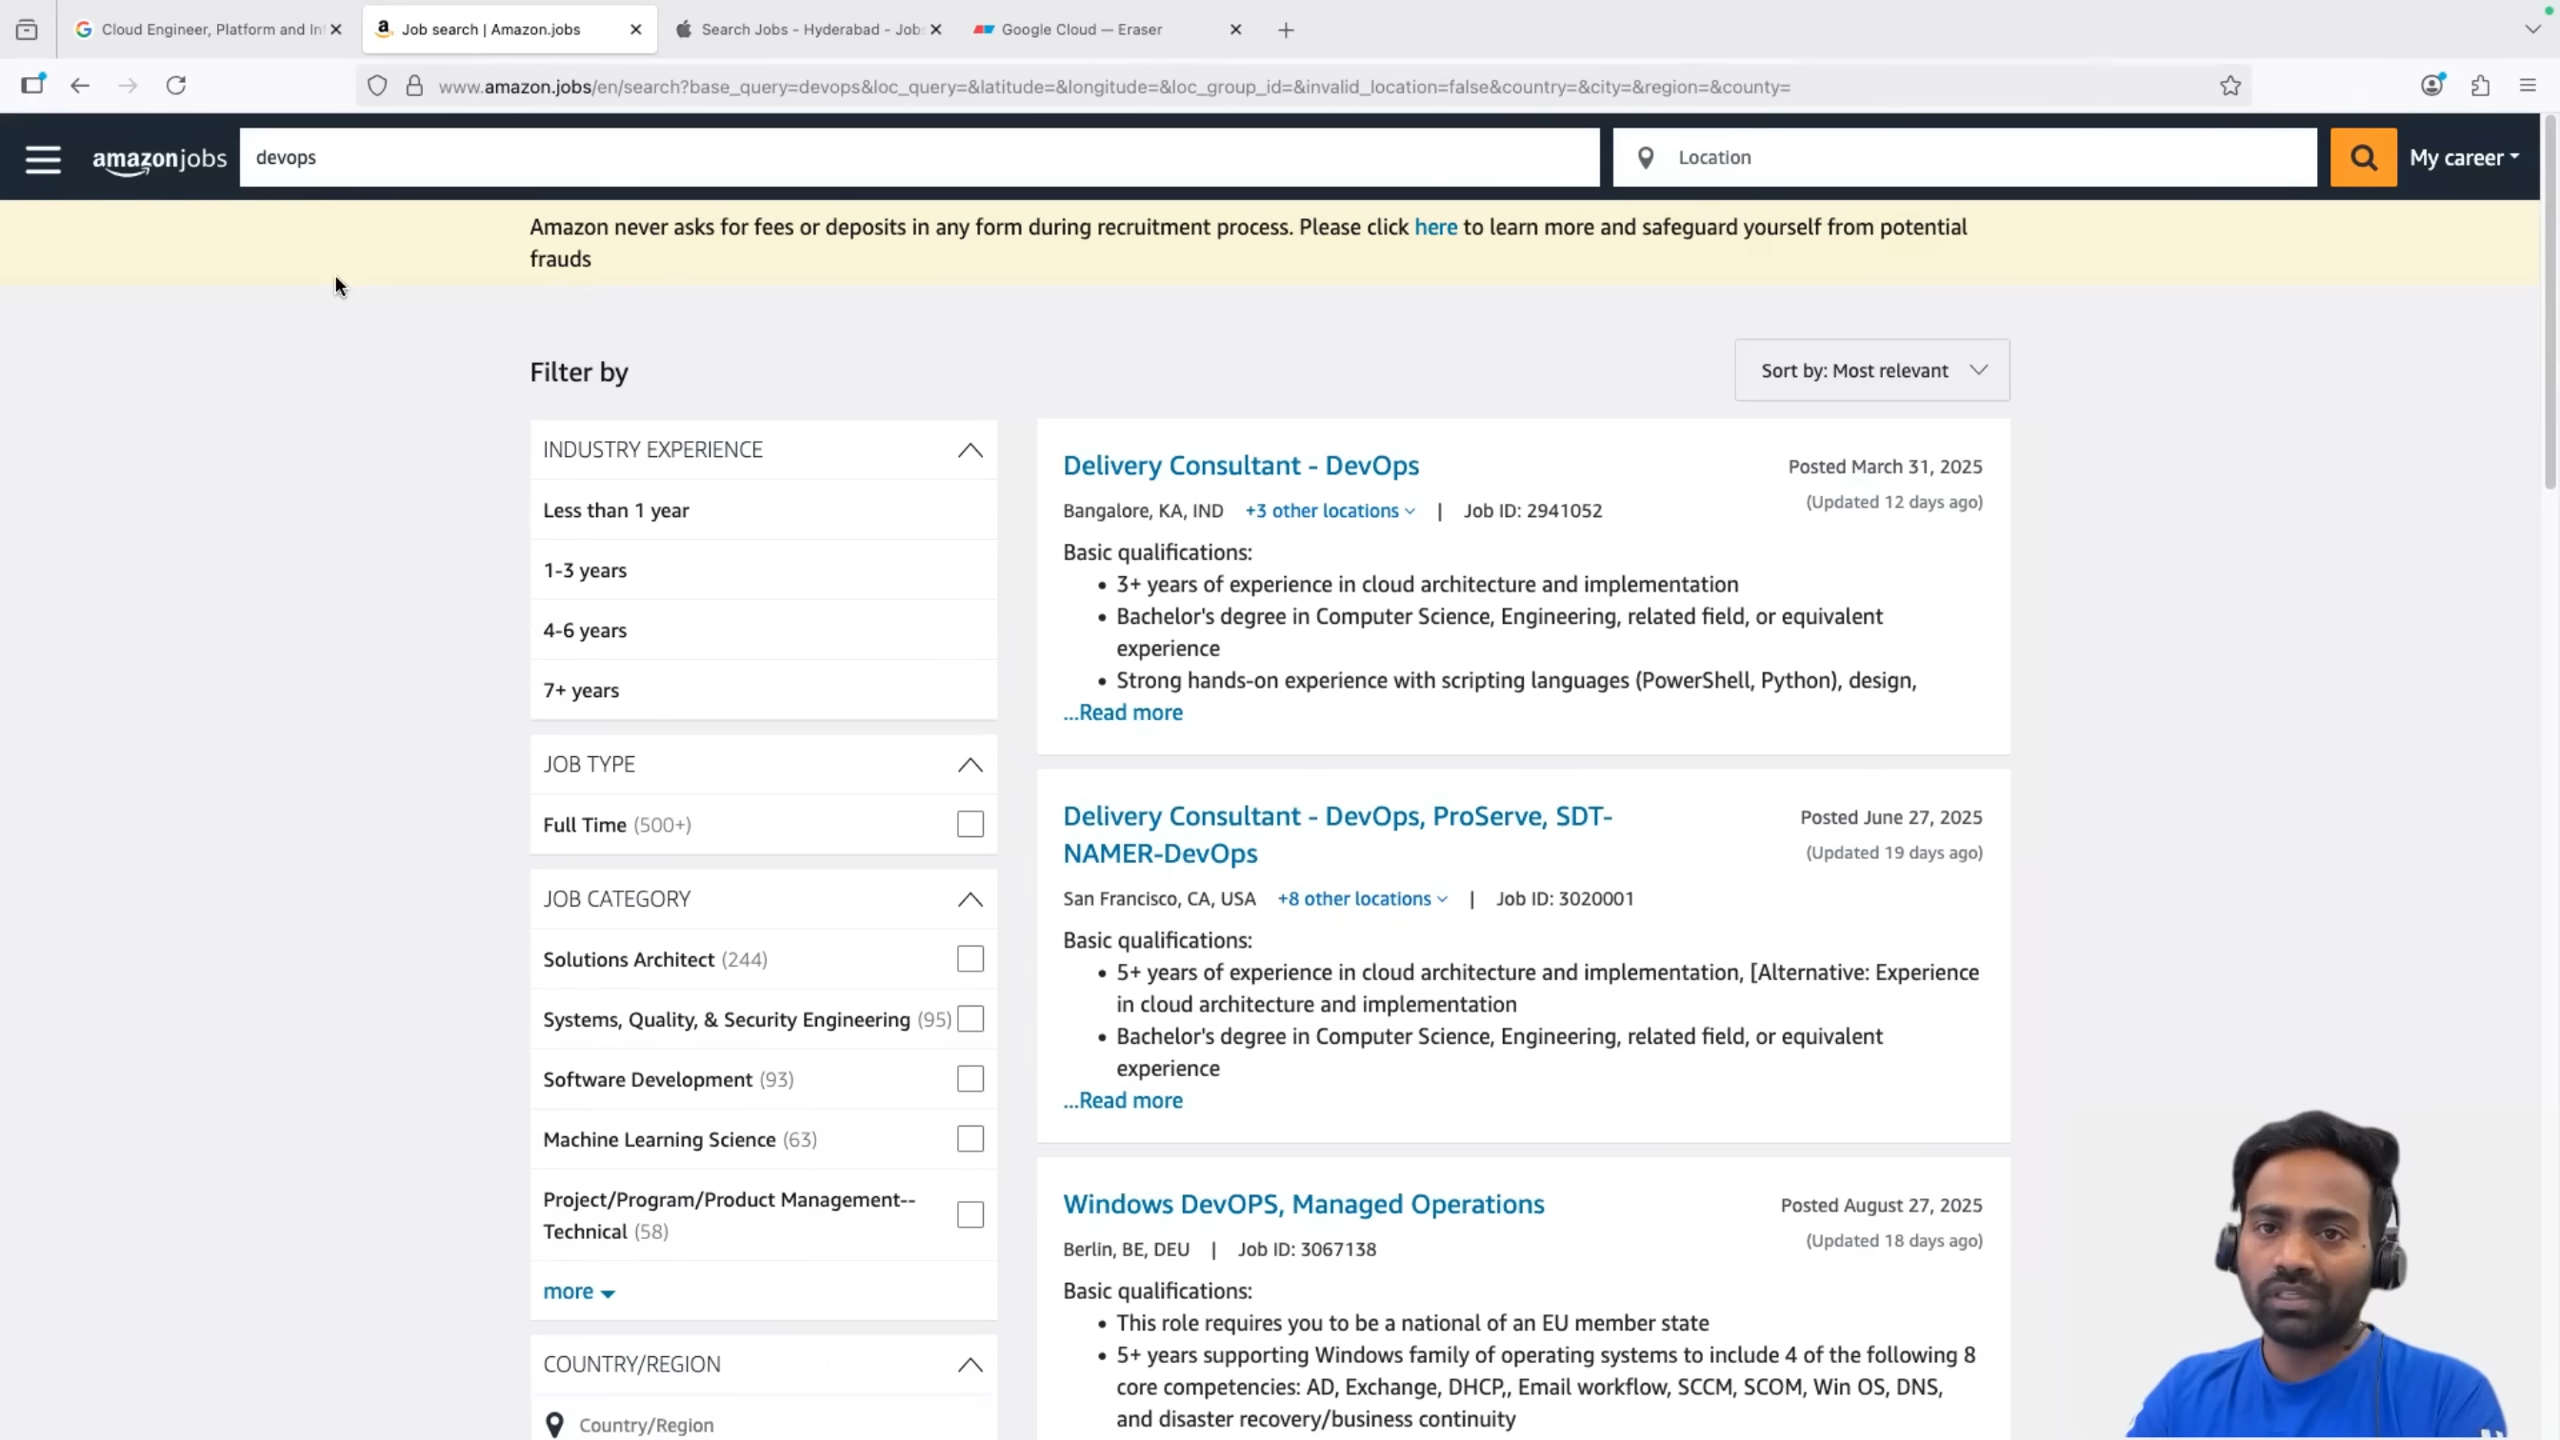 Cloud Engineer, Platform and In
Job search | Amazon.jobs
Search Jobs - Hyderabad - Job
Google Cloud — Eraser
www.amazon.jobs/en/search?base_query=devops&loc_query=&latitude=&longitude=&loc_group_id=&invalid_location=false&country=&city=&region=&county=
amazonjobs
devops
Location
My career
Amazon never asks for fees or deposits in any form during recruitment process. Please click here to learn more and safeguard yourself from potential
frauds
Filter by
Sort by: Most relevant
INDUSTRY EXPERIENCE
Less than 1 year
1-3 years
4-6 years
7+ years
JOB TYPE
Full Time (500+)
JOB CATEGORY
Solutions Architect (244)
Systems, Quality, & Security Engineering (95)
Software Development (93)
Machine Learning Science (63)
Project/Program/Product Management--
Technical (58)
more
COUNTRY/REGION
Country/Region
Delivery Consultant - DevOps
Posted March 31, 2025
(Updated 12 days ago)
Bangalore, KA, IND +3 other locations | Job ID: 2941052
Basic qualifications:
• 3+ years of experience in cloud architecture and implementation
• Bachelor's degree in Computer Science, Engineering, related field, or equivalent
experience
• Strong hands-on experience with scripting languages (PowerShell, Python), design,
...Read more
Delivery Consultant - DevOps, ProServe, SDT-
NAMER-DevOps
Posted June 27, 2025
(Updated 19 days ago)
San Francisco, CA, USA +8 other locations | Job ID: 3020001
Basic qualifications:
• 5+ years of experience in cloud architecture and implementation, [Alternative: Experience
in cloud architecture and implementation
• Bachelor's degree in Computer Science, Engineering, related field, or equivalent
experience
...Read more
Windows DevOPS, Managed Operations
Posted August 27, 2025
(Updated 18 days ago)
Berlin, BE, DEU | Job ID: 3067138
Basic qualifications:
• This role requires you to be a national of an EU member state
• 5+ years supporting Windows family of operating systems to include 4 of the following 8
core competencies: AD, Exchange, DHCP,, Email workflow, SCCM, SCOM, Win OS, DNS,
and disaster recovery/business continuity